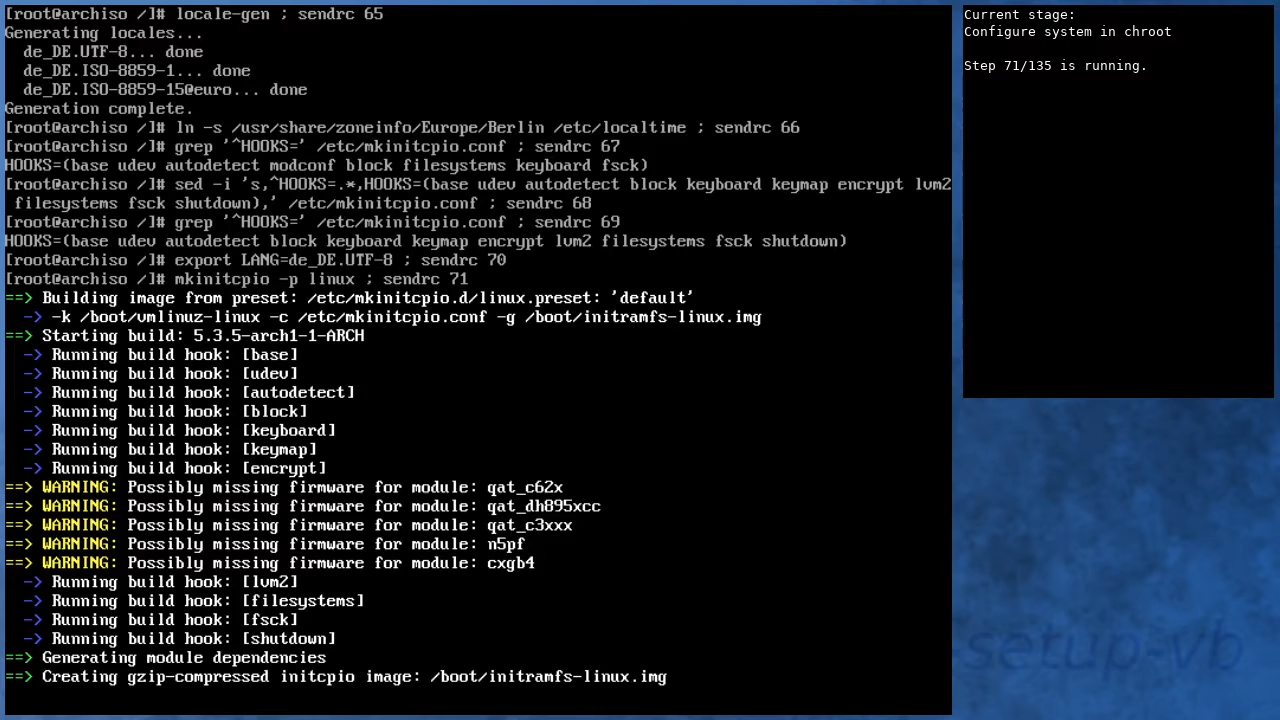 [root@archiso /]# locale-gen ; sendrc 65
Generating locales...
  de_DE.UTF-8... done
  de_DE.ISO-8859-1... done
  de_DE.ISO-8859-15@euro... done
Generation complete.
[root@archiso /]# ln -s /usr/share/zoneinfo/Europe/Berlin /etc/localtime ; sendrc 66
[root@archiso /]# grep '^HOOKS=' /etc/mkinitcpio.conf ; sendrc 67
HOOKS=(base udev autodetect modconf block filesystems keyboard fsck)
[root@archiso /]# sed -i 's,^HOOKS=.*,HOOKS=(base udev autodetect block keyboard keymap encrypt lvm2
 filesystems fsck shutdown),' /etc/mkinitcpio.conf ; sendrc 68
[root@archiso /]# grep '^HOOKS=' /etc/mkinitcpio.conf ; sendrc 69
HOOKS=(base udev autodetect block keyboard keymap encrypt lvm2 filesystems fsck shutdown)
[root@archiso /]# export LANG=de_DE.UTF-8 ; sendrc 70
[root@archiso /]# mkinitcpio -p linux ; sendrc 71
==> Building image from preset: /etc/mkinitcpio.d/linux.preset: 'default'
  -> -k /boot/vmlinuz-linux -c /etc/mkinitcpio.conf -g /boot/initramfs-linux.img
==> Starting build: 5.3.5-arch1-1-ARCH
  -> Running build hook: [base]
  -> Running build hook: [udev]
  -> Running build hook: [autodetect]
  -> Running build hook: [block]
  -> Running build hook: [keyboard]
  -> Running build hook: [keymap]
  -> Running build hook: [encrypt]
==> WARNING: Possibly missing firmware for module: qat_c62x
==> WARNING: Possibly missing firmware for module: qat_dh895xcc
==> WARNING: Possibly missing firmware for module: qat_c3xxx
==> WARNING: Possibly missing firmware for module: n5pf
==> WARNING: Possibly missing firmware for module: cxgb4
  -> Running build hook: [lvm2]
  -> Running build hook: [filesystems]
  -> Running build hook: [fsck]
  -> Running build hook: [shutdown]
==> Generating module dependencies
==> Creating gzip-compressed initcpio image: /boot/initramfs-linux.img
Current stage:
Configure system in chroot
Step 71/135 is running.
setup-vb